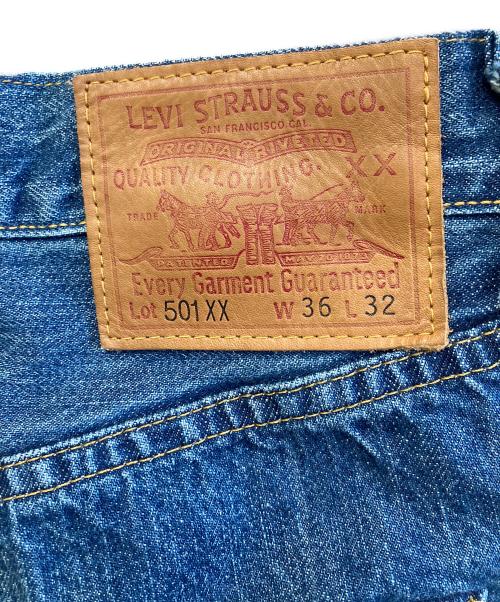 LEVI STRAUSS & CO.
SAN FRANCISCO, CAL
ORIGINAL RIVETED
QUALITY CLOTHING. XX
TRADE MARK
PATENTED MAY 20 1873
Every Garment Guaranteed
Lot 501XX W 36 L 32